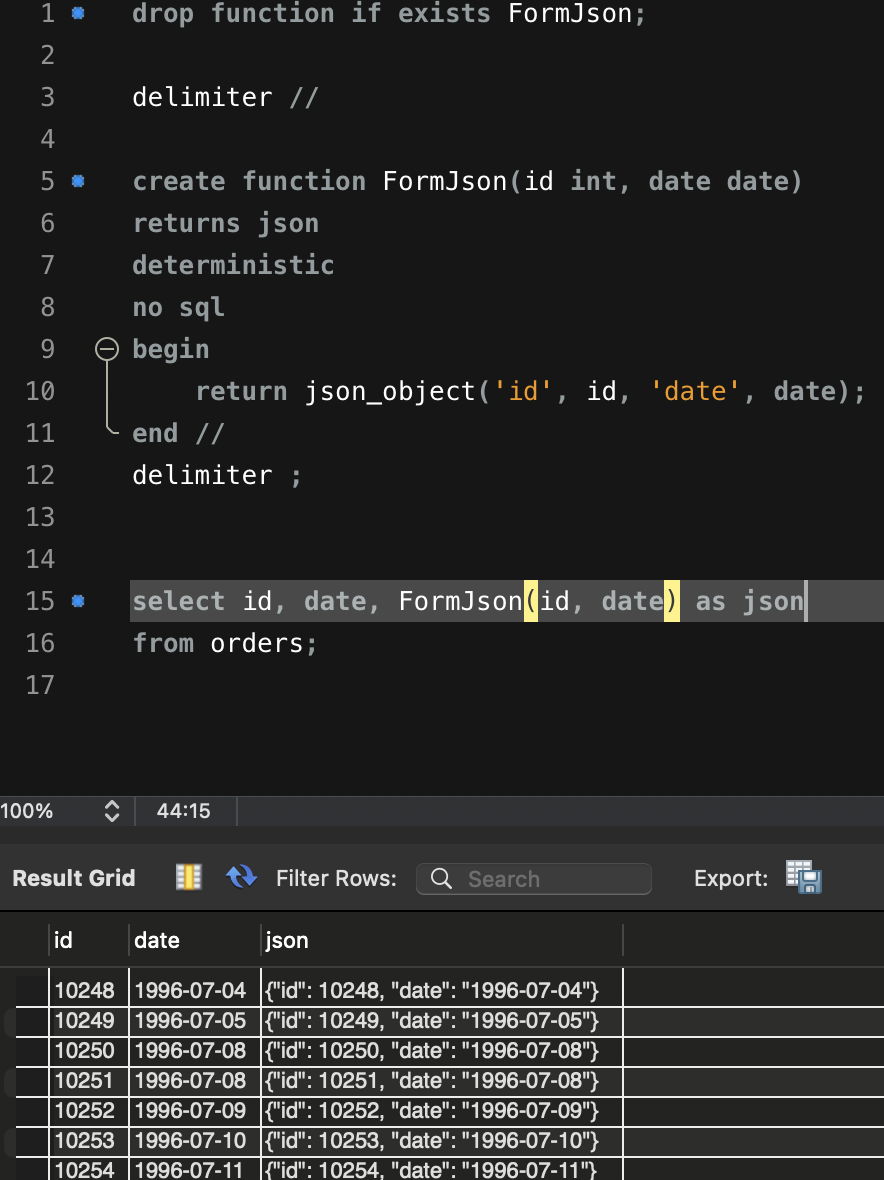 1 drop function if exists FormJson;
2
3 delimiter //
4
5 create function FormJson(id int, date date)
6 returns json
7 deterministic
8 no sql
9 begin
10 return json_object('id', id, 'date', date);
11 end //
12 delimiter ;
13
14
15 select id, date, FormJson(id, date) as json
16 from orders;
17
100% 44:15
Result Grid Filter Rows: Search Export:
id date json
10248 1996-07-04 {"id": 10248, "date": "1996-07-04"}
10249 1996-07-05 {"id": 10249, "date": "1996-07-05"}
10250 1996-07-08 {"id": 10250, "date": "1996-07-08"}
10251 1996-07-08 {"id": 10251, "date": "1996-07-08"}
10252 1996-07-09 {"id": 10252, "date": "1996-07-09"}
10253 1996-07-10 {"id": 10253, "date": "1996-07-10"}
10254 1996-07-11 {"id": 10254, "date": "1996-07-11"}